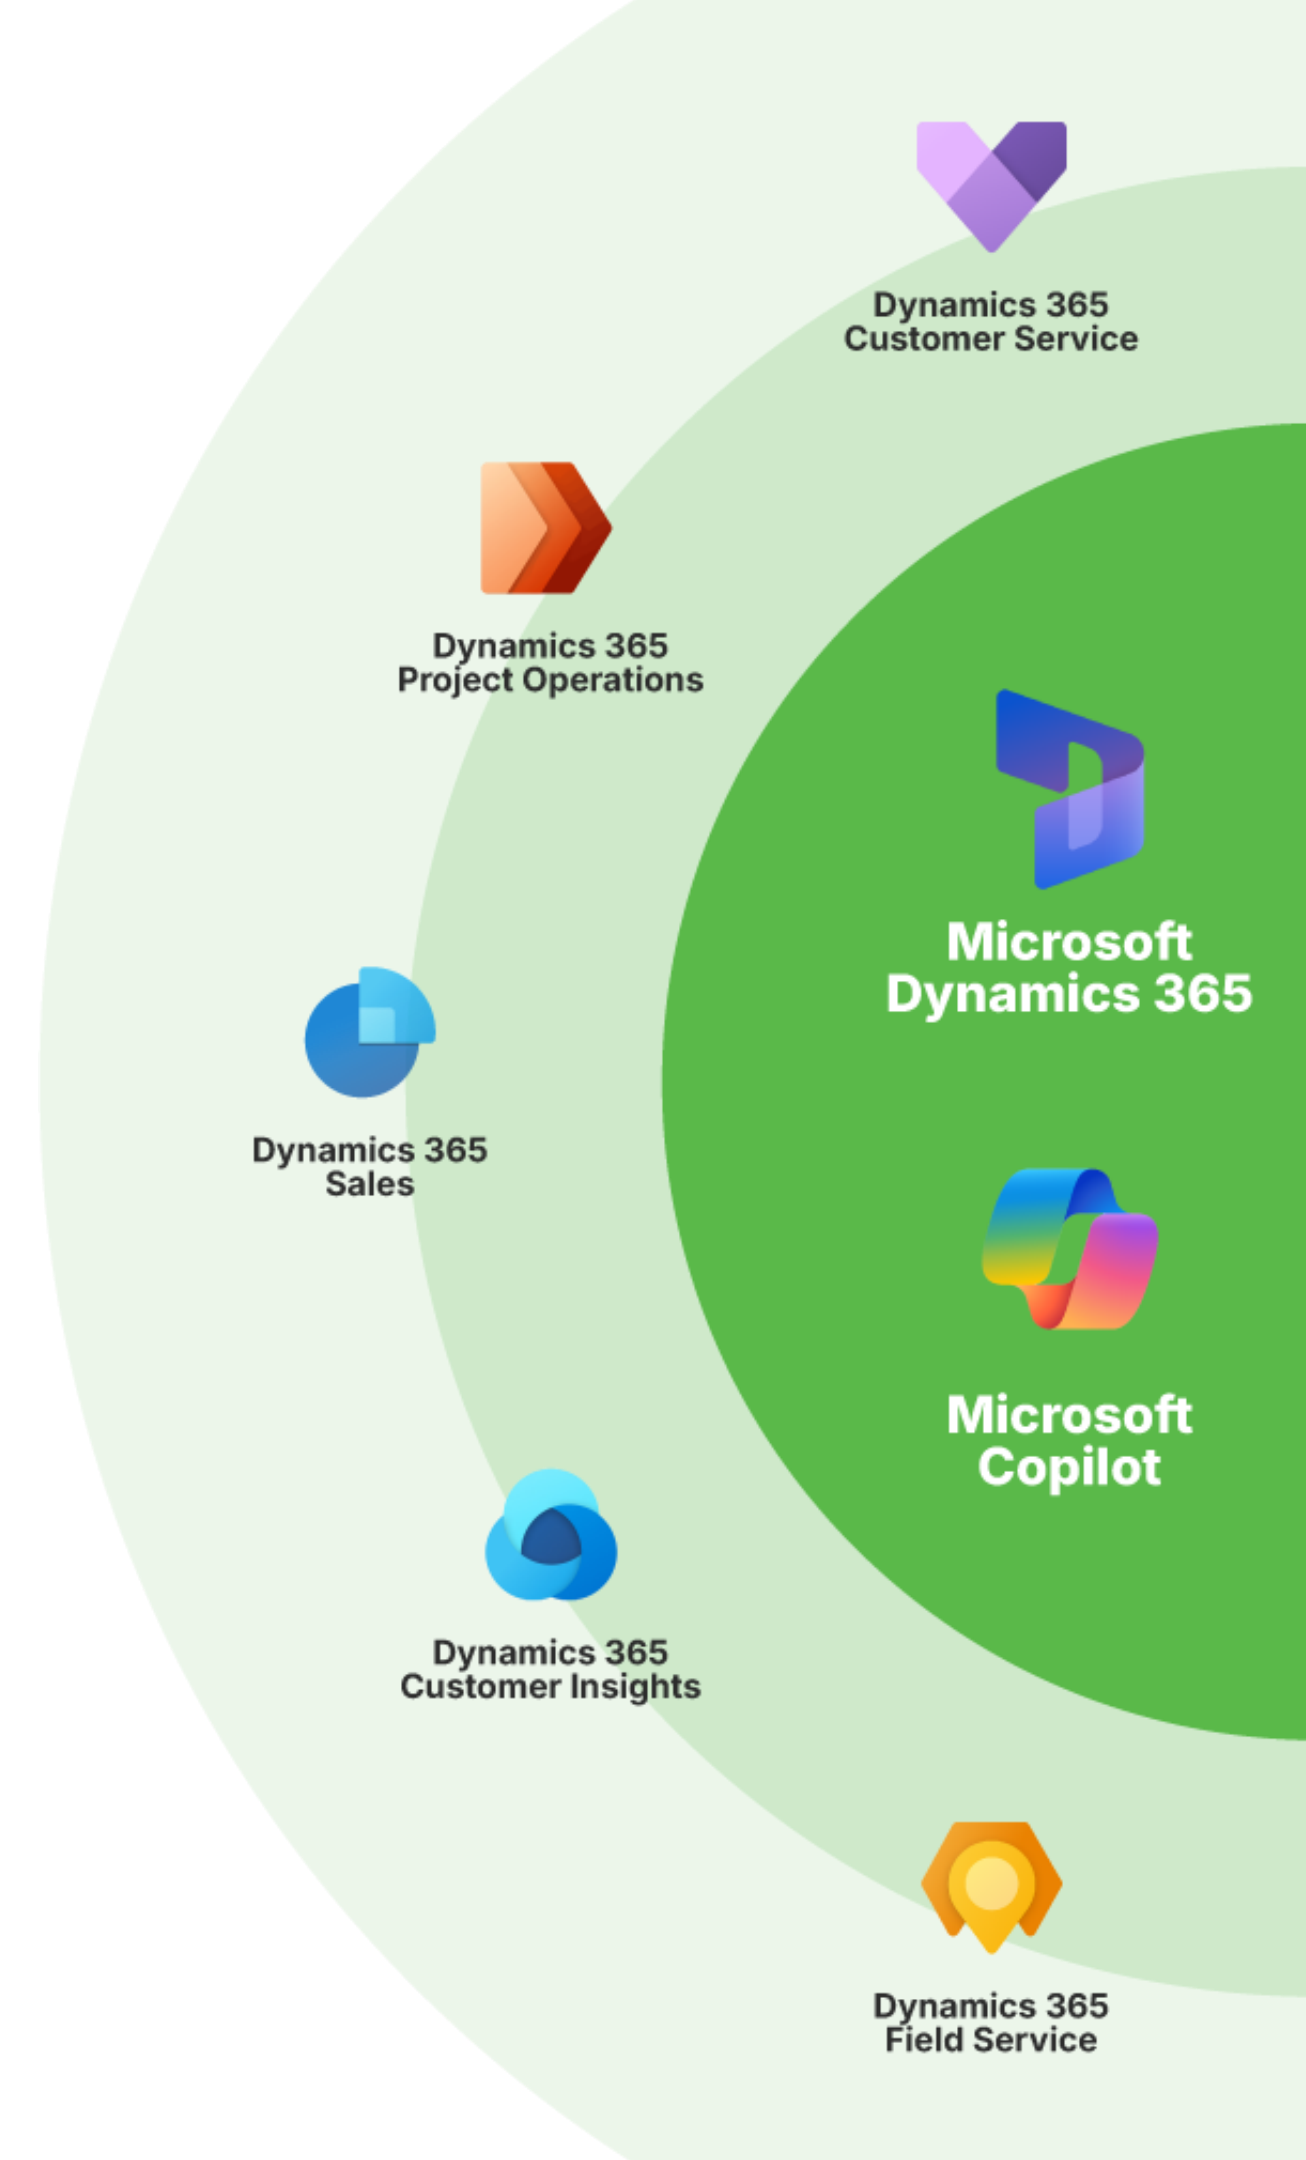 Dynamics 365
Customer Service
Dynamics 365
Project Operations
Microsoft
Dynamics 365
Dynamics 365
Sales
Microsoft
Copilot
Dynamics 365
Customer Insights
Dynamics 365
Field Service